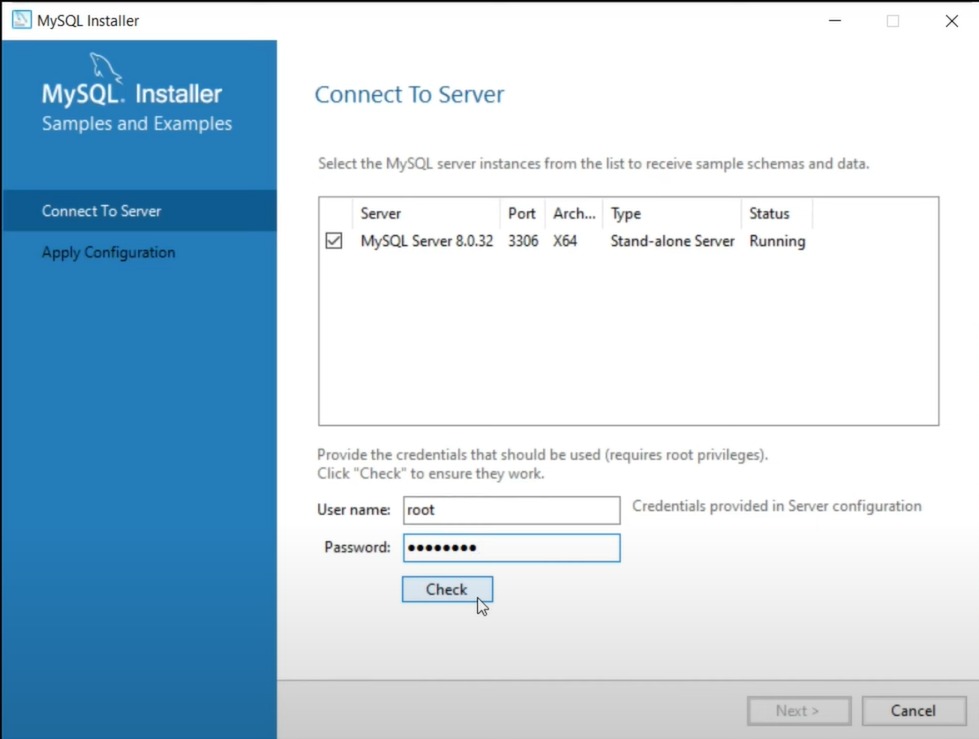 MySQL Installer
MySQL. Installer
Samples and Examples
Connect To Server
Apply Configuration
Connect To Server
Select the MySQL server instances from the list to receive sample schemas and data.
Server Port Arch... Type Status
MySQL Server 8.0.32 3306 X64 Stand-alone Server Running
Provide the credentials that should be used (requires root privileges).
Click "Check" to ensure they work.
User name: root Credentials provided in Server configuration
Password: ●●●●●●●●
Check
Next > Cancel